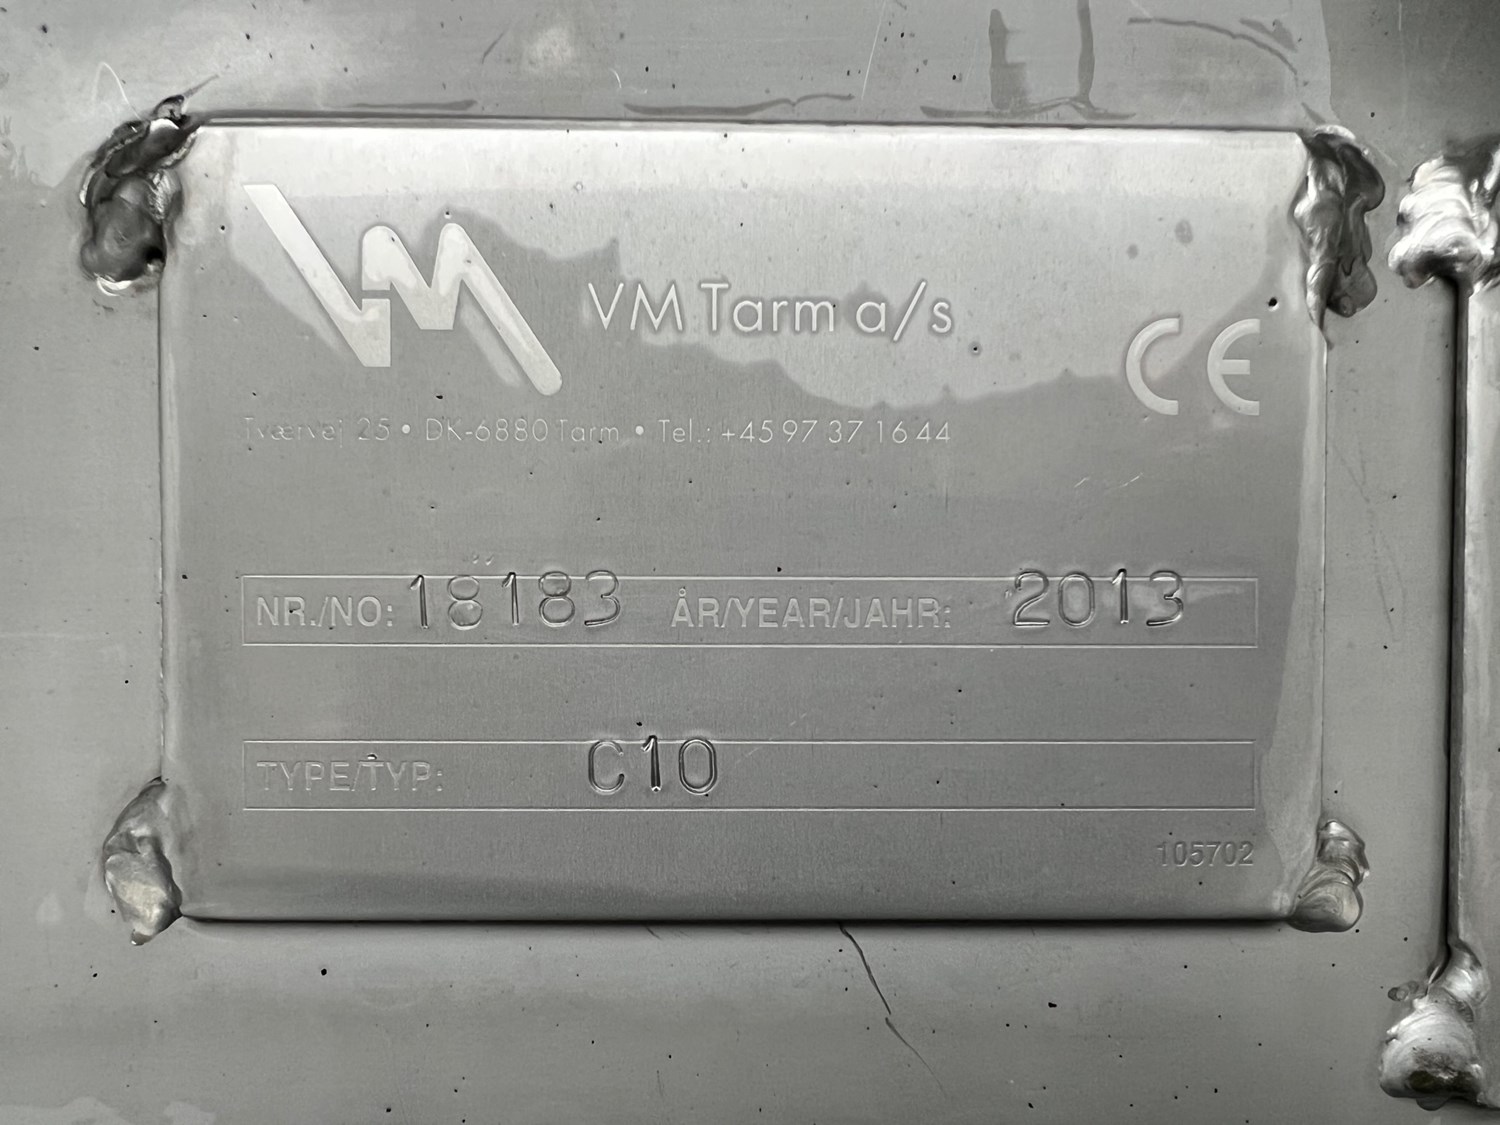 VM
VM Tarm a/s
CE
Tværvej 25 • DK-6880 Tarm • Tel.: +45 97 37 16 44
NR./NO: 18183 ÅR/YEAR/JAHR: 2013
TYPE/TYP: C10
105702